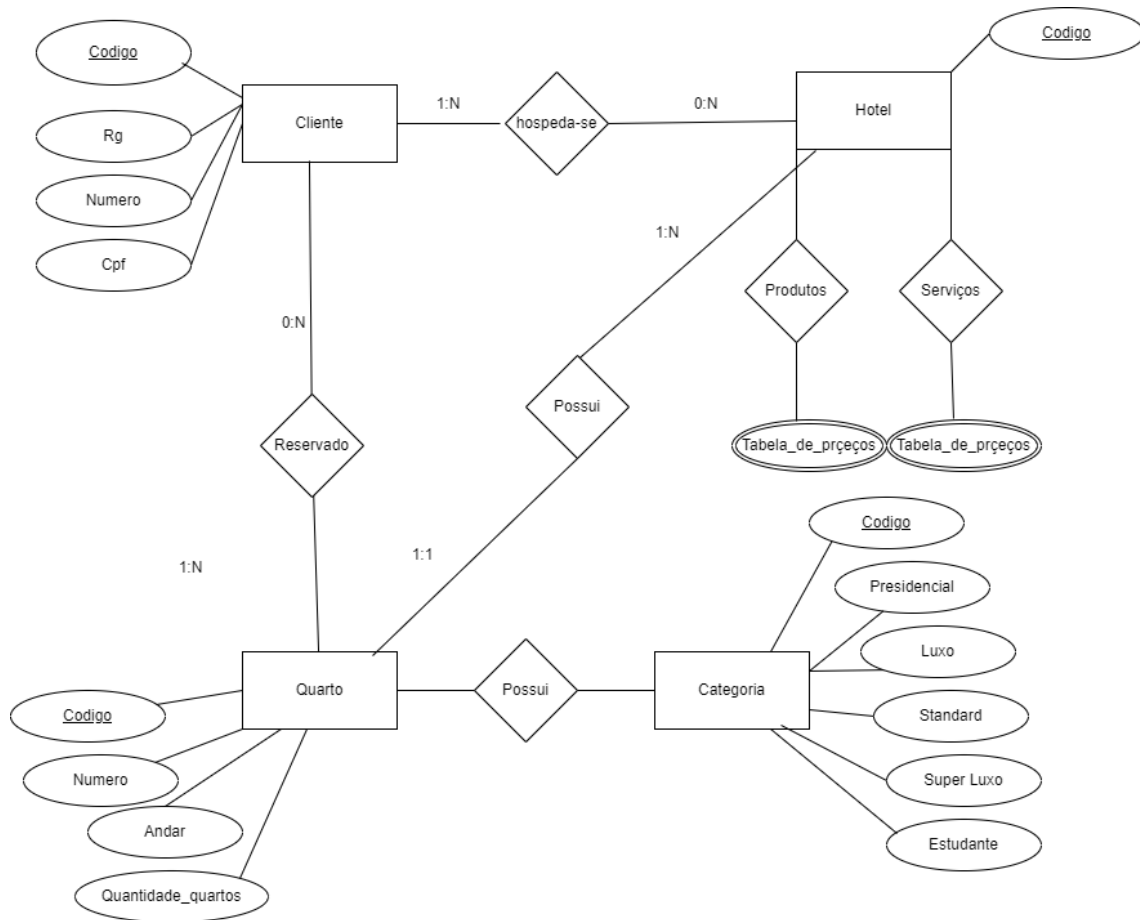 Codigo
Codigo
Cliente
1:N
hospeda-se
0:N
Hotel
Rg
Numero
Cpf
1:N
Produtos
Serviços
0:N
Possui
Reservado
Tabela_de_prçeços
Tabela_de_prçeços
Codigo
1:1
1:N
Presidencial
Luxo
Quarto
Possui
Categoria
Codigo
Standard
Numero
Super Luxo
Andar
Estudante
Quantidade_quartos